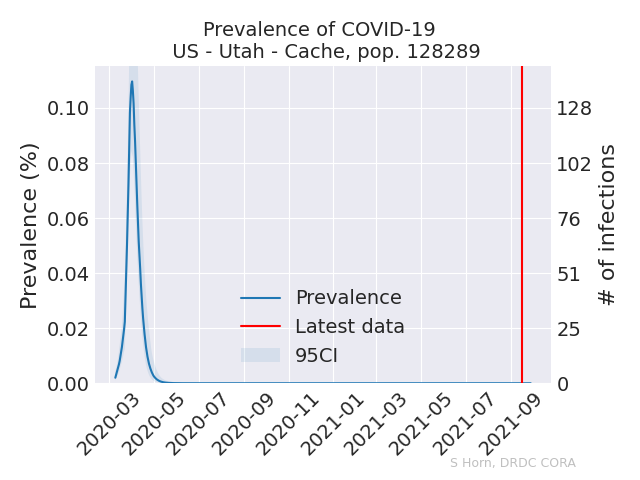 Prevalence of COVID-19
US - Utah - Cache, pop. 128289
Prevalence (%)
0.10
0.08
0.06
0.04
0.02
0.00
128
102
76
51
25
0
# of infections
Prevalence
Latest data
95CI
2020-03
2020-05
2020-07
2020-09
2020-11
2021-01
2021-03
2021-05
2021-07
2021-09
S Horn, DRDC CORA